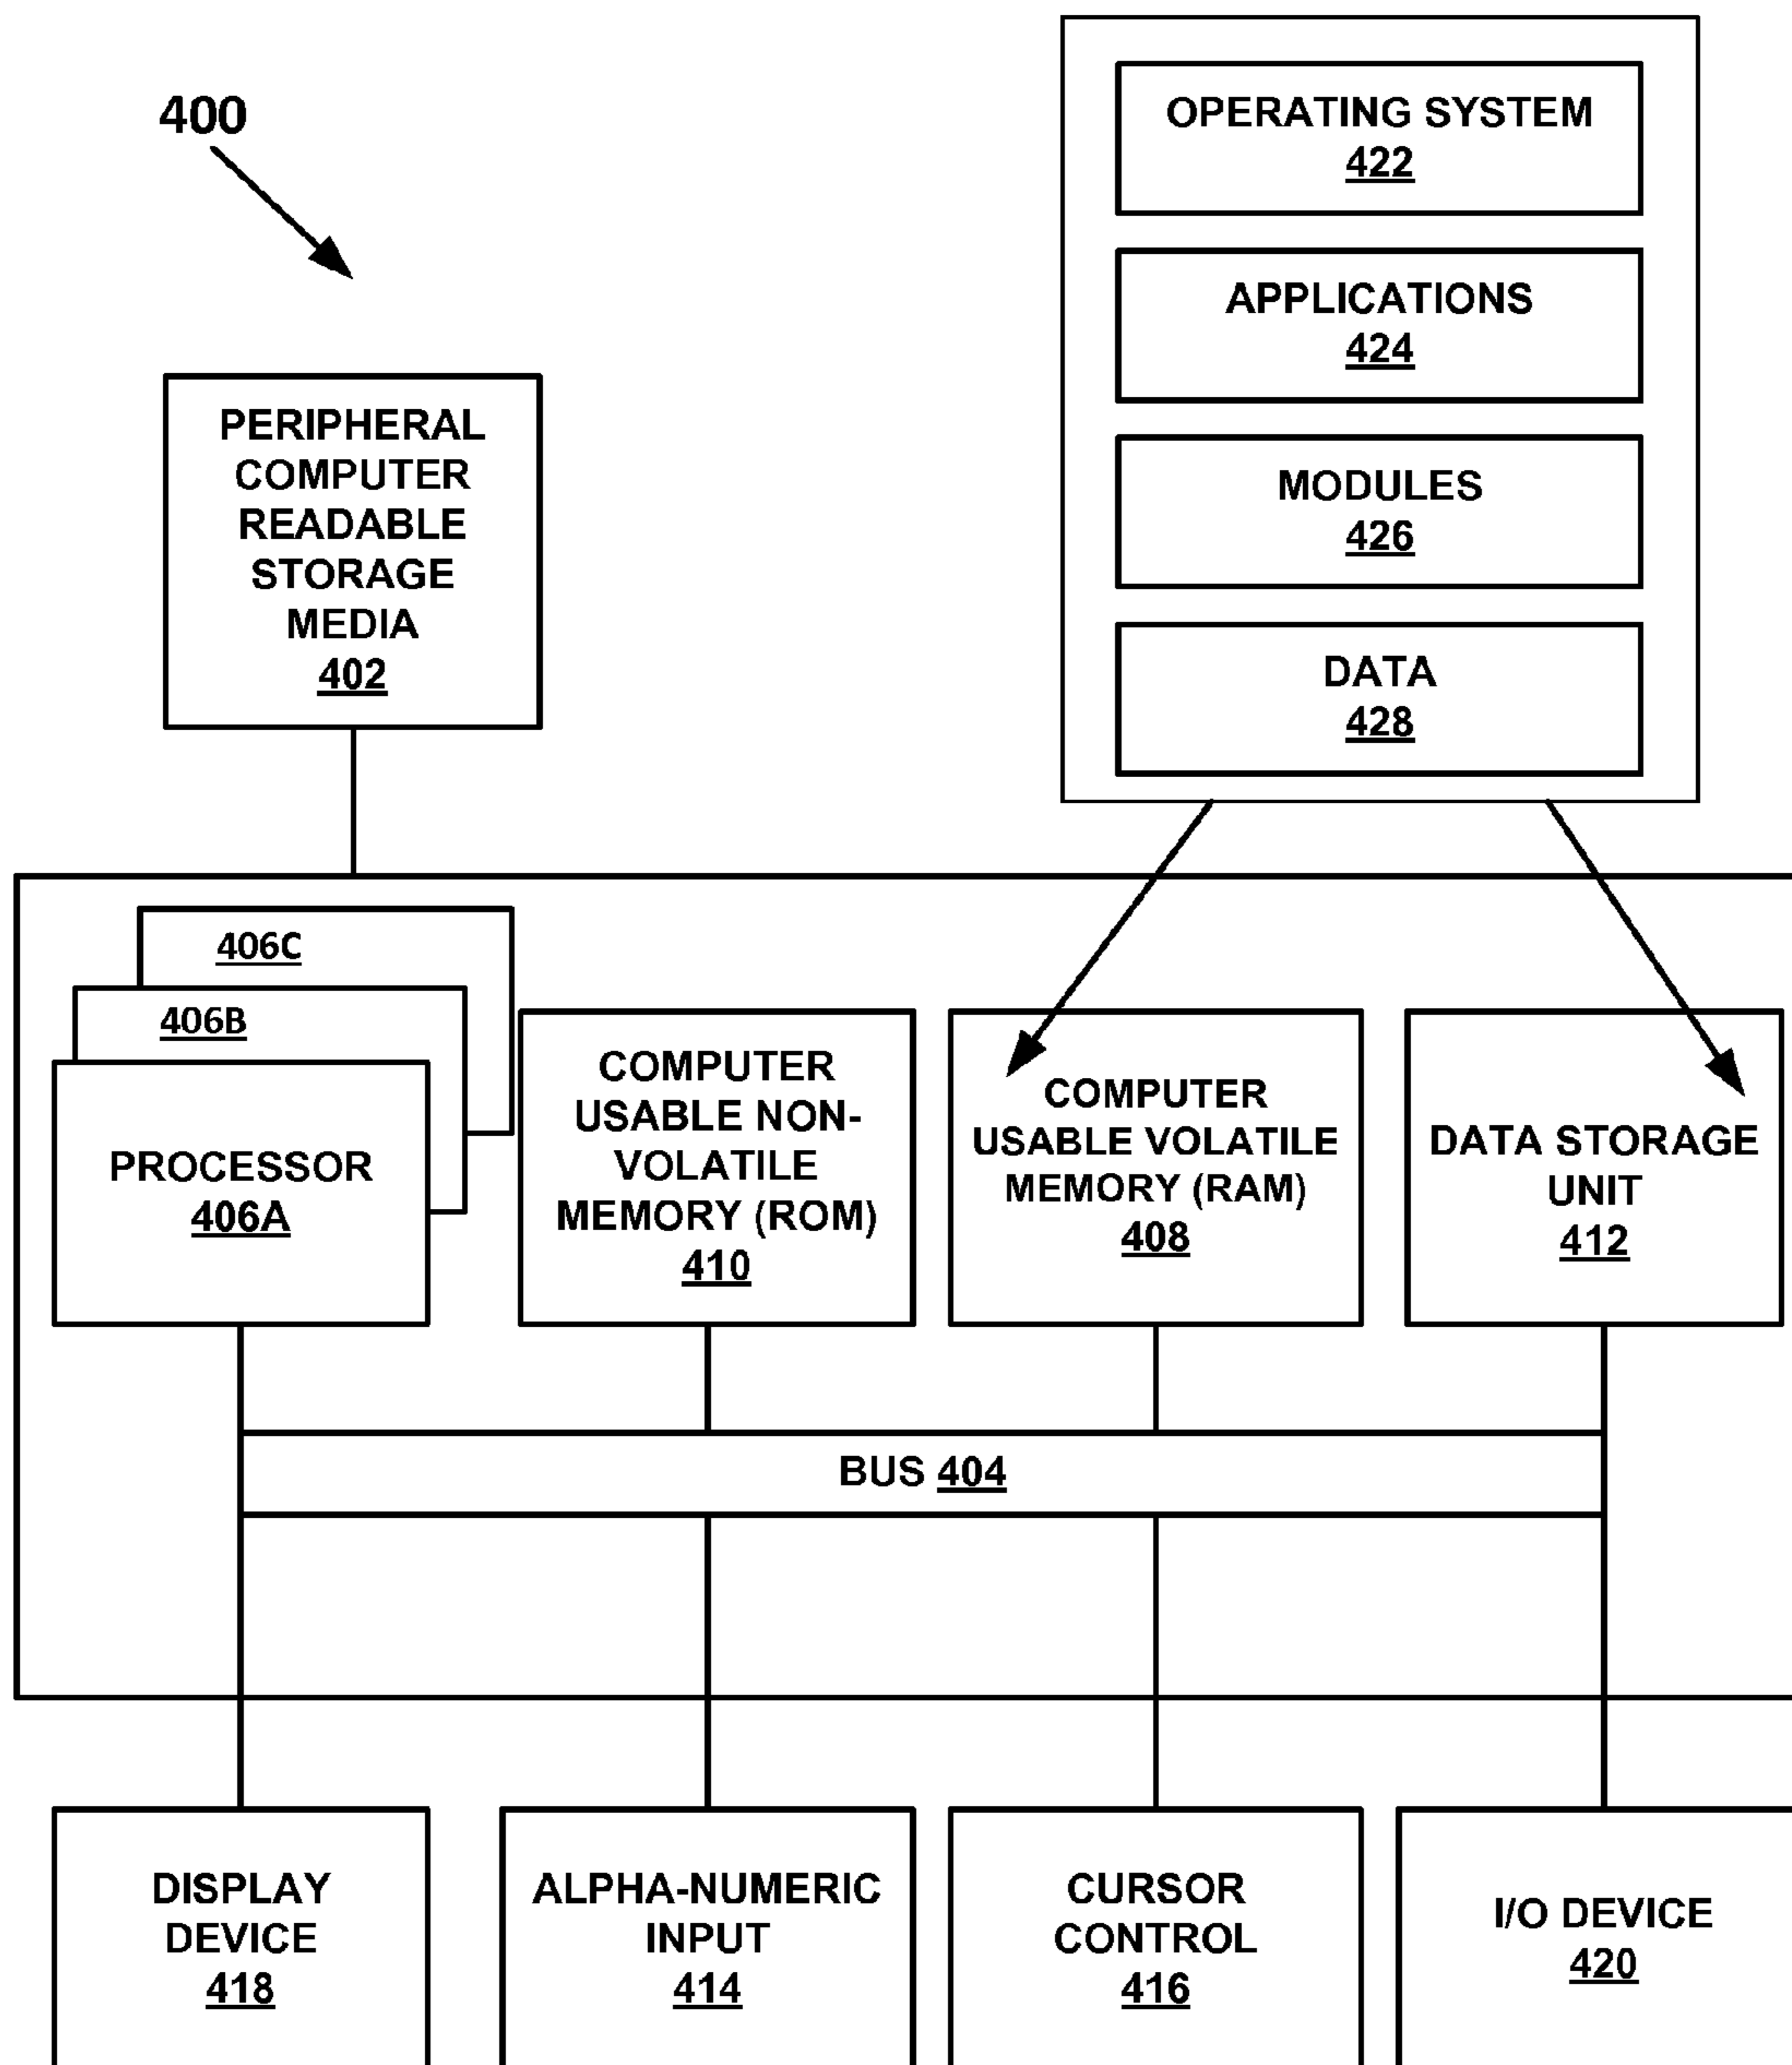 400
OPERATING SYSTEM
422
APPLICATIONS
424
MODULES
426
DATA
428
PERIPHERAL
COMPUTER
READABLE
STORAGE
MEDIA
402
406C
406B
PROCESSOR
406A
COMPUTER
USABLE NON-
VOLATILE
MEMORY (ROM)
410
COMPUTER
USABLE VOLATILE
MEMORY (RAM)
408
DATA STORAGE
UNIT
412
BUS 404
DISPLAY
DEVICE
418
ALPHA-NUMERIC
INPUT
414
CURSOR
CONTROL
416
I/O DEVICE
420